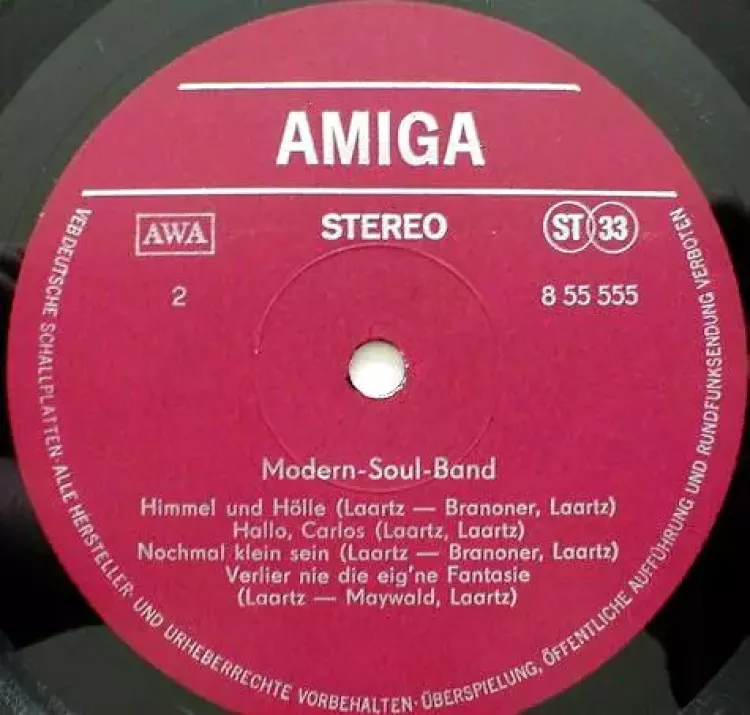 AMIGA
AWA
STEREO
ST 33
2
8 55 555
Modern-Soul-Band
Himmel und Hölle (Laartz — Branoner, Laartz)
Hallo, Carlos (Laartz, Laartz)
Nochmal klein sein (Laartz — Branoner, Laartz)
Verlier nie die eig'ne Fantasie
(Laartz — Maywald, Laartz)
VEB DEUTSCHE SCHALLPLATTEN · ALLE HERSTELLER- UND URHEBERRECHTE VORBEHALTEN · ÜBERSPIELUNG, ÖFFENTLICHE AUFFÜHRUNG UND RUNDFUNKSENDUNG VERBOTEN